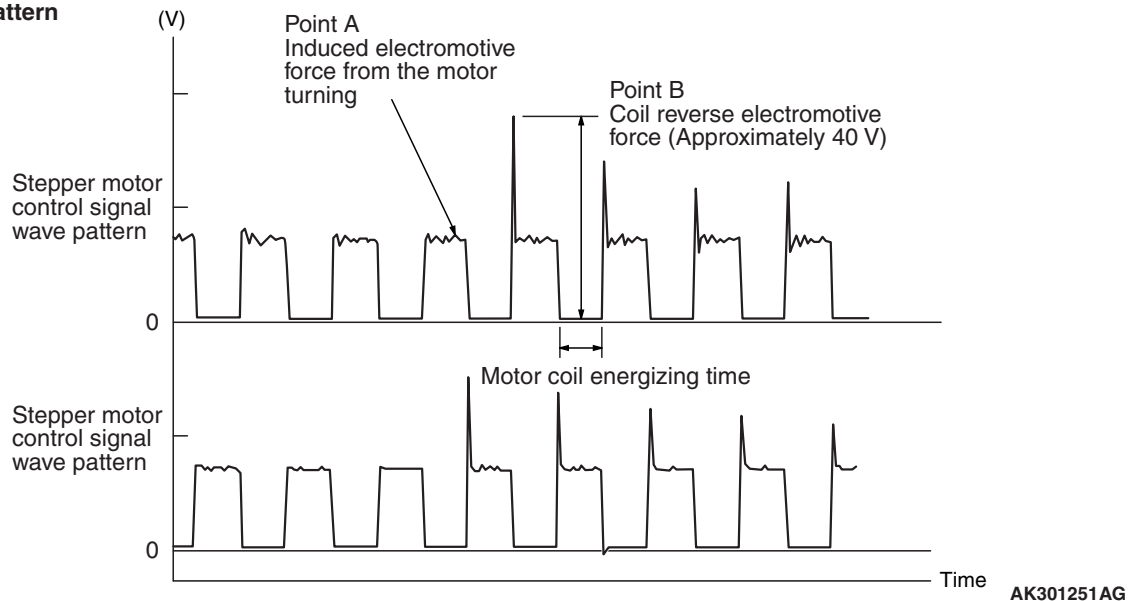 (V)
Point A
Induced electromotive
force from the motor
turning
Point B
Coil reverse electromotive
force (Approximately 40 V)
Stepper motor
control signal
wave pattern
0
Motor coil energizing time
Stepper motor
control signal
wave pattern
0
Time
AK301251AG